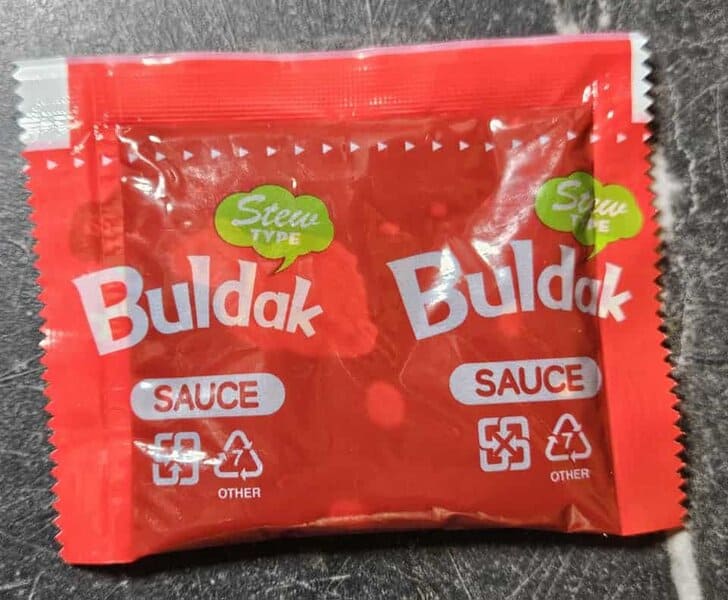 Stew
TYPE
Buldak
SAUCE
7
OTHER
Stew
TYPE
Buldak
SAUCE
7
OTHER